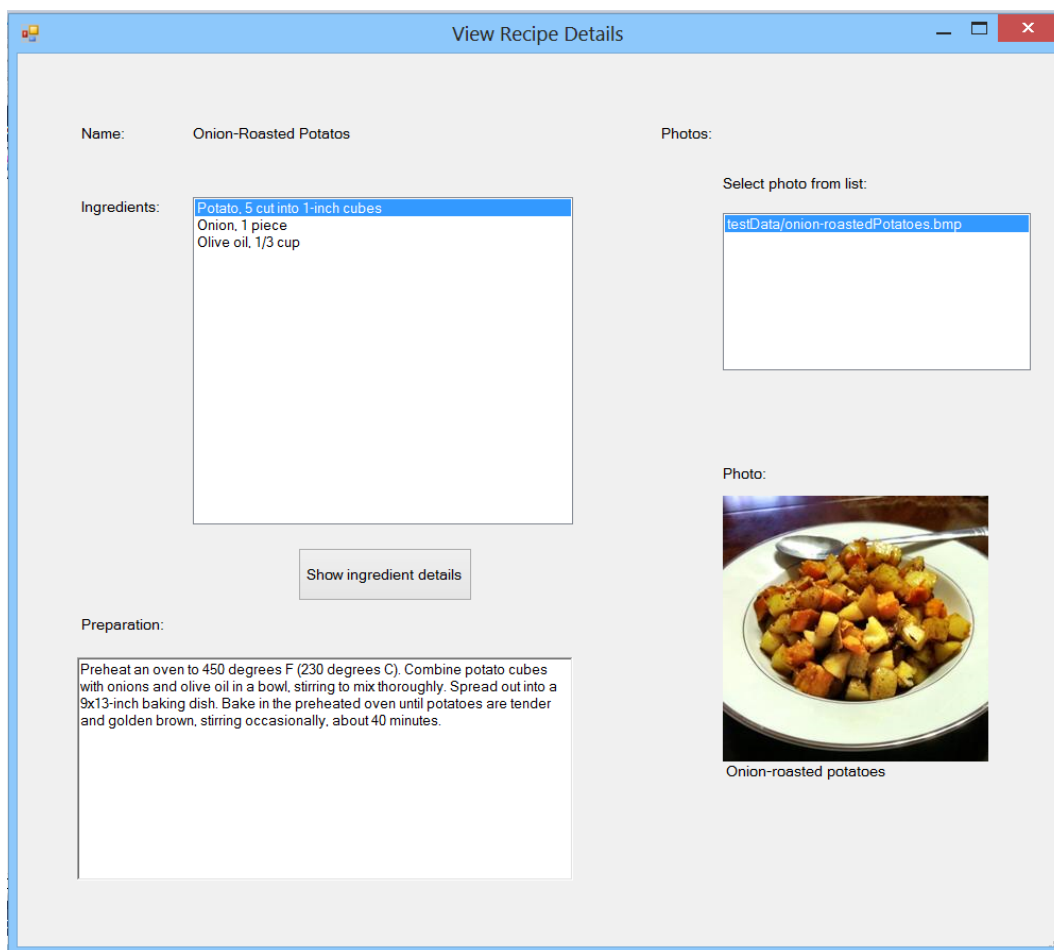 View Recipe Details
Name:
Onion-Roasted Potatos
Ingredients:
Potato, 5 cut into 1-inch cubes
Onion, 1 piece
Olive oil, 1/3 cup
Show ingredient details
Preparation:
Preheat an oven to 450 degrees F (230 degrees C). Combine potato cubes
with onions and olive oil in a bowl, stirring to mix thoroughly. Spread out into a
9x13-inch baking dish. Bake in the preheated oven until potatoes are tender
and golden brown, stirring occasionally, about 40 minutes.
Photos:
Select photo from list:
testData/onion-roastedPotatoes.bmp
Photo:
Onion-roasted potatoes